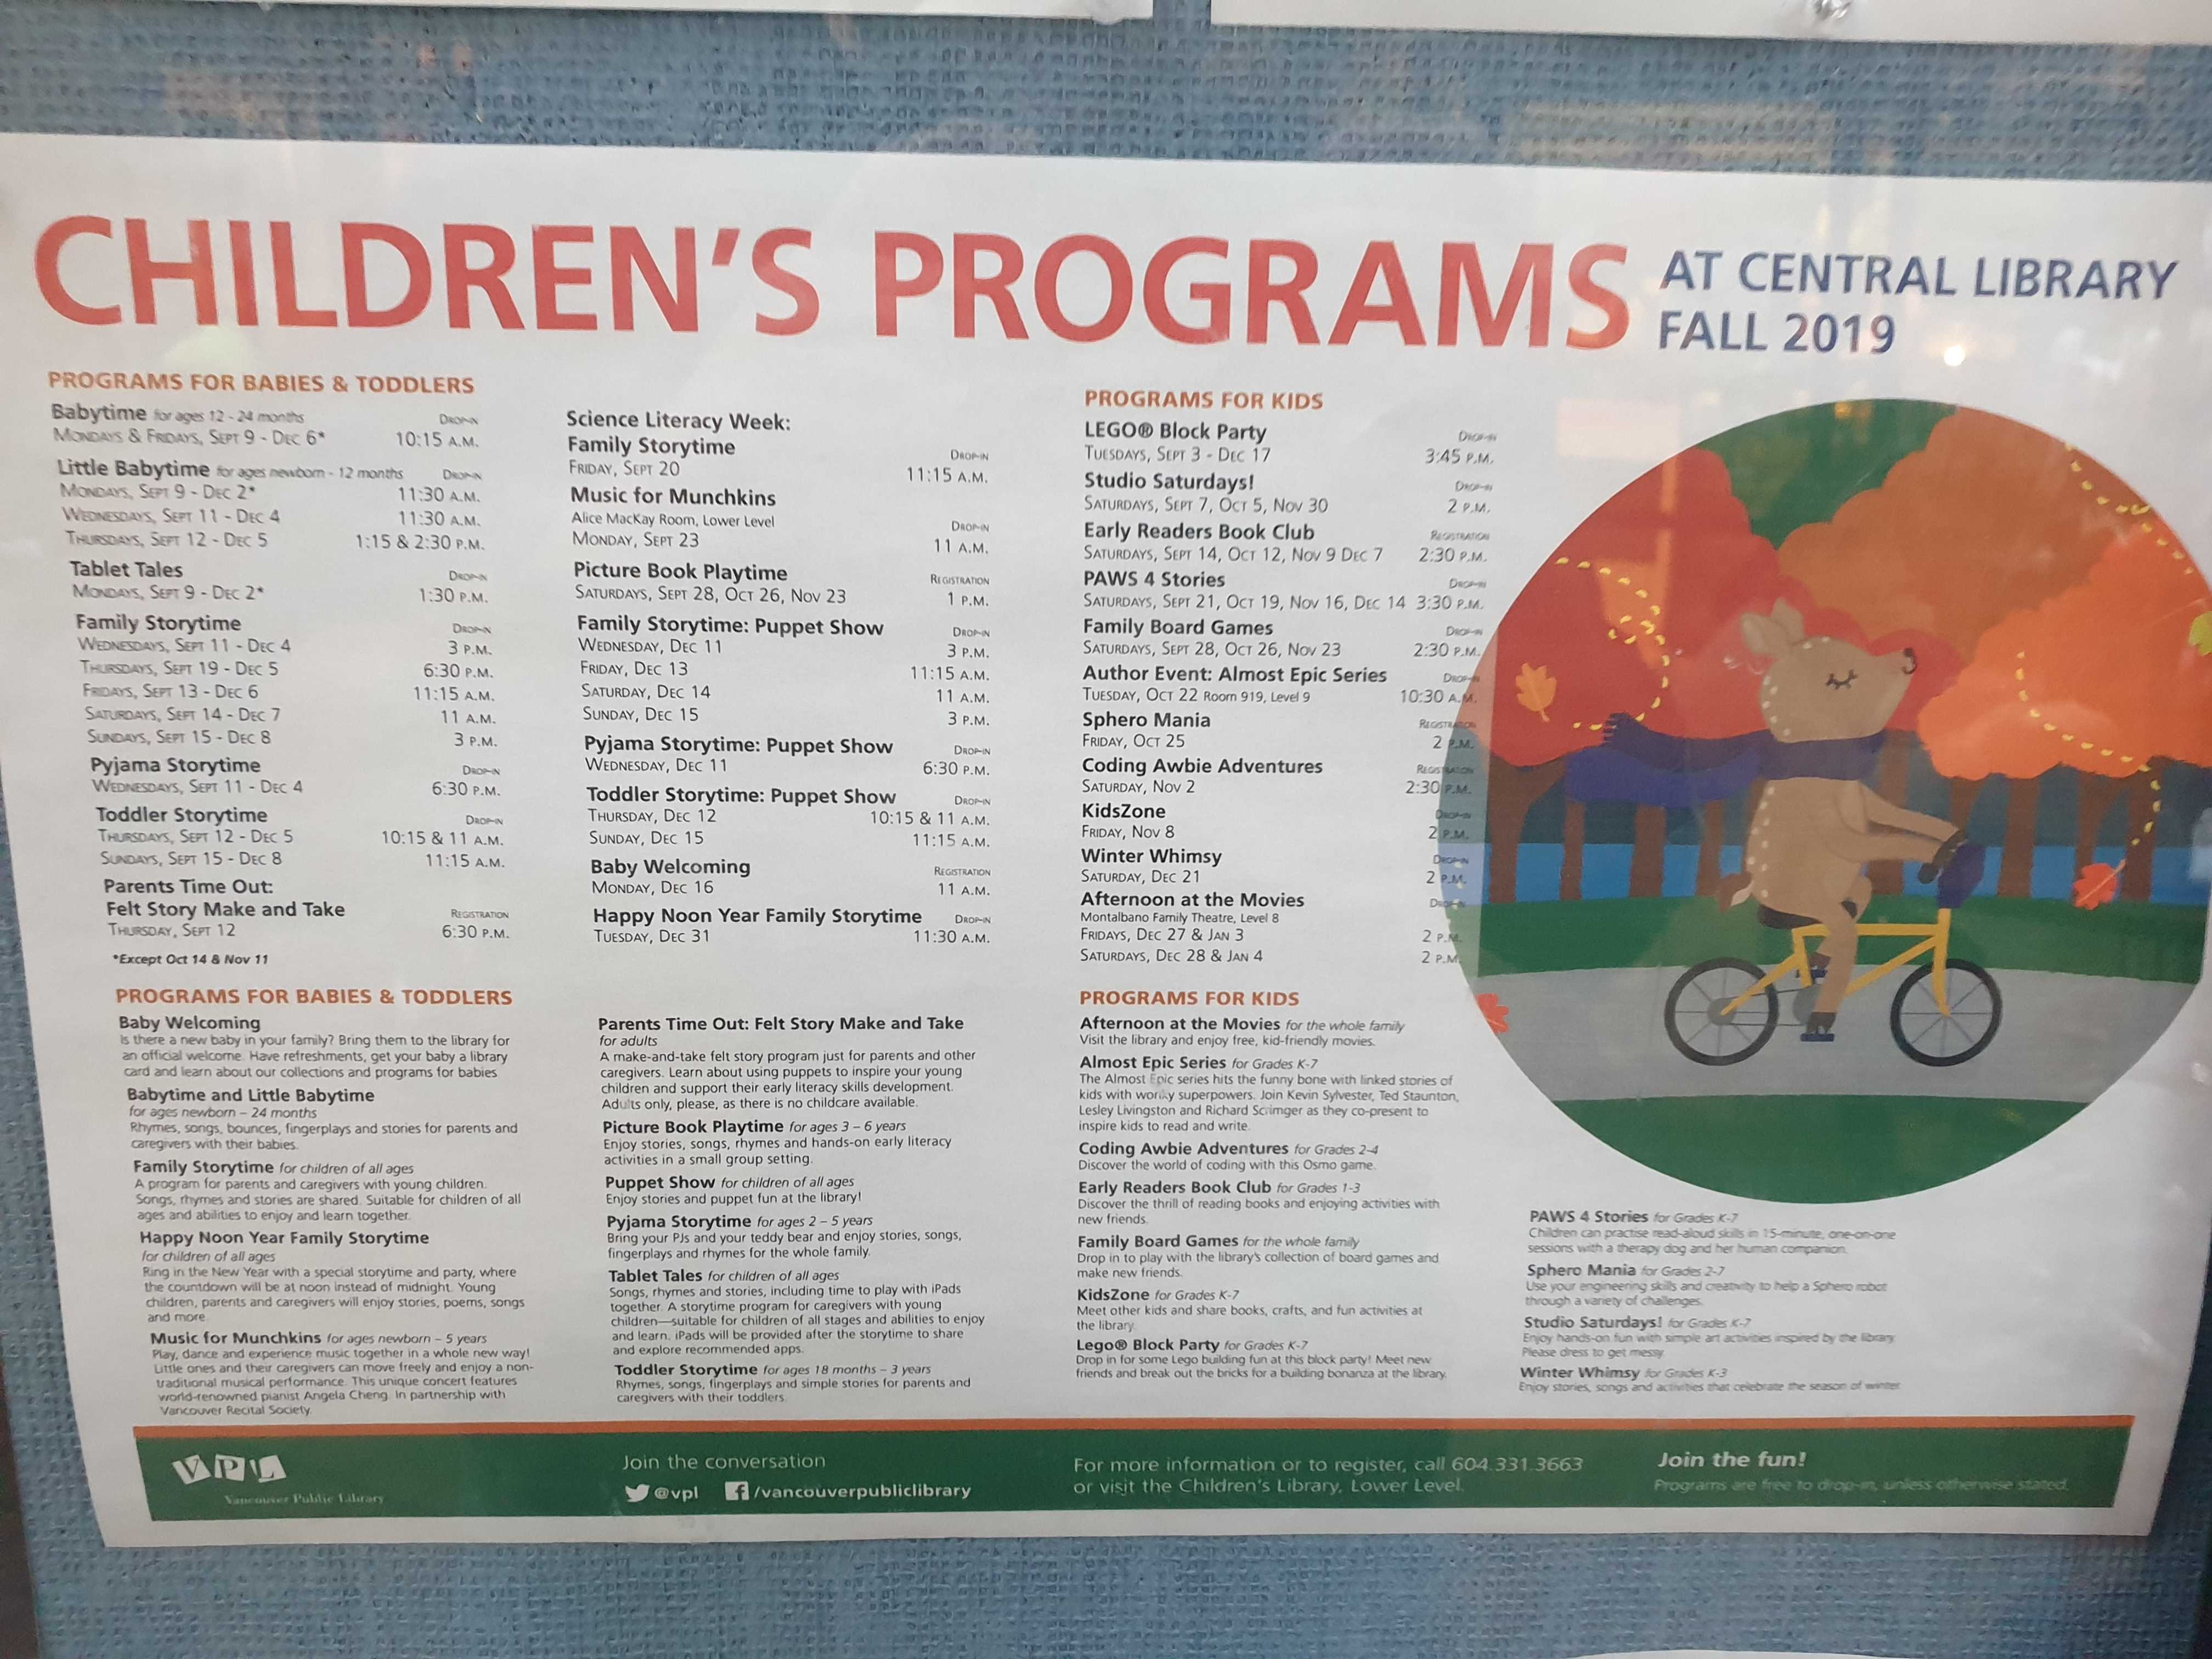 CHILDREN'S PROGRAMS
AT CENTRAL LIBRARY
FALL 2019
PROGRAMS FOR BABIES & TODDLERS
Babytime for ages 12 - 24 months DROP-IN
MONDAYS & FRIDAYS, SEPT 9 - DEC 6* 10:15 A.M.
Little Babytime for ages newborn - 12 months DROP-IN
MONDAYS, SEPT 9 - DEC 2* 11:30 A.M.
WEDNESDAYS, SEPT 11 - DEC 4 11:30 A.M.
THURSDAYS, SEPT 12 - DEC 5 1:15 & 2:30 P.M.
Tablet Tales DROP-IN
MONDAYS, SEPT 9 - DEC 2* 1:30 P.M.
Family Storytime DROP-IN
WEDNESDAYS, SEPT 11 - DEC 4 3 P.M.
THURSDAYS, SEPT 19 - DEC 5 6:30 P.M.
FRIDAYS, SEPT 13 - DEC 6 11:15 A.M.
SATURDAYS, SEPT 14 - DEC 7 11 A.M.
SUNDAYS, SEPT 15 - DEC 8 3 P.M.
Pyjama Storytime DROP-IN
WEDNESDAYS, SEPT 11 - DEC 4 6:30 P.M.
Toddler Storytime DROP-IN
THURSDAYS, SEPT 12 - DEC 5 10:15 & 11 A.M.
SUNDAYS, SEPT 15 - DEC 8 11:15 A.M.
Parents Time Out:
Felt Story Make and Take REGISTRATION
THURSDAY, SEPT 12 6:30 P.M.
*Except Oct 14 & Nov 11
Science Literacy Week:
Family Storytime DROP-IN
FRIDAY, SEPT 20 11:15 A.M.
Music for Munchkins
Alice MacKay Room, Lower Level DROP-IN
MONDAY, SEPT 23 11 A.M.
Picture Book Playtime REGISTRATION
SATURDAYS, SEPT 28, OCT 26, NOV 23 1 P.M.
Family Storytime: Puppet Show DROP-IN
WEDNESDAY, DEC 11 3 P.M.
FRIDAY, DEC 13 11:15 A.M.
SATURDAY, DEC 14 11 A.M.
SUNDAY, DEC 15 3 P.M.
Pyjama Storytime: Puppet Show DROP-IN
WEDNESDAY, DEC 11 6:30 P.M.
Toddler Storytime: Puppet Show DROP-IN
THURSDAY, DEC 12 10:15 & 11 A.M.
SUNDAY, DEC 15 11:15 A.M.
Baby Welcoming REGISTRATION
MONDAY, DEC 16 11 A.M.
Happy Noon Year Family Storytime DROP-IN
TUESDAY, DEC 31 11:30 A.M.
PROGRAMS FOR KIDS
LEGO® Block Party DROP-IN
TUESDAYS, SEPT 3 - DEC 17 3:45 P.M.
Studio Saturdays! DROP-IN
SATURDAYS, SEPT 7, OCT 5, NOV 30 2 P.M.
Early Readers Book Club REGISTRATION
SATURDAYS, SEPT 14, OCT 12, NOV 9 DEC 7 2:30 P.M.
PAWS 4 Stories DROP-IN
SATURDAYS, SEPT 21, OCT 19, NOV 16, DEC 14 3:30 P.M.
Family Board Games DROP-IN
SATURDAYS, SEPT 28, OCT 26, NOV 23 2:30 P.M.
Author Event: Almost Epic Series DROP-IN
TUESDAY, OCT 22 Room 919, Level 9 10:30 A.M.
Sphero Mania REGISTRATION
FRIDAY, OCT 25 2 P.M.
Coding Awbie Adventures REGISTRATION
SATURDAY, NOV 2 2:30 P.M.
KidsZone DROP-IN
FRIDAY, NOV 8 2 P.M.
Winter Whimsy DROP-IN
SATURDAY, DEC 21 2 P.M.
Afternoon at the Movies DROP-IN
Montalbano Family Theatre, Level 8
FRIDAYS, DEC 27 & JAN 3 2 P.M.
SATURDAYS, DEC 28 & JAN 4 2 P.M.
PROGRAMS FOR BABIES & TODDLERS
Baby Welcoming
Is there a new baby in your family? Bring them to the library for
an official welcome. Have refreshments, get your baby a library
card and learn about our collections and programs for babies.
Babytime and Little Babytime
for ages newborn – 24 months
Rhymes, songs, bounces, fingerplays and stories for parents and
caregivers with their babies.
Family Storytime for children of all ages
A program for parents and caregivers with young children.
Songs, rhymes and stories are shared. Suitable for children of all
ages and abilities to enjoy and learn together.
Happy Noon Year Family Storytime
for children of all ages
Ring in the New Year with a special storytime and party, where
the countdown will be at noon instead of midnight. Young
children, parents and caregivers will enjoy stories, poems, songs
and more.
Music for Munchkins for ages newborn – 5 years
Play, dance and experience music together in a whole new way!
Little ones and their caregivers can move freely and enjoy a non-
traditional musical performance. This unique concert features
world-renowned pianist Angela Cheng. In partnership with
Vancouver Recital Society.
Parents Time Out: Felt Story Make and Take
for adults
A make-and-take felt story program just for parents and other
caregivers. Learn about using puppets to inspire your young
children and support their early literacy skills development.
Adults only, please, as there is no childcare available.
Picture Book Playtime for ages 3 – 6 years
Enjoy stories, songs, rhymes and hands-on early literacy
activities in a small group setting.
Puppet Show for children of all ages
Enjoy stories and puppet fun at the library!
Pyjama Storytime for ages 2 – 5 years
Bring your PJs and your teddy bear and enjoy stories, songs,
fingerplays and rhymes for the whole family.
Tablet Tales for children of all ages
Songs, rhymes and stories, including time to play with iPads
together. A storytime program for caregivers with young
children—suitable for children of all stages and abilities to enjoy
and learn. iPads will be provided after the storytime to share
and explore recommended apps.
Toddler Storytime for ages 18 months – 3 years
Rhymes, songs, fingerplays and simple stories for parents and
caregivers with their toddlers.
PROGRAMS FOR KIDS
Afternoon at the Movies for the whole family
Visit the library and enjoy free, kid-friendly movies.
Almost Epic Series for Grades K-7
The Almost Epic series hits the funny bone with linked stories of
kids with wonky superpowers. Join Kevin Sylvester, Ted Staunton,
Lesley Livingston and Richard Scrimger as they co-present to
inspire kids to read and write.
Coding Awbie Adventures for Grades 2-4
Discover the world of coding with this Osmo game.
Early Readers Book Club for Grades 1-3
Discover the thrill of reading books and enjoying activities with
new friends.
Family Board Games for the whole family
Drop in to play with the library's collection of board games and
make new friends.
KidsZone for Grades K-7
Meet other kids and share books, crafts, and fun activities at
the library.
Lego® Block Party for Grades K-7
Drop in for some Lego building fun at this block party! Meet new
friends and break out the bricks for a building bonanza at the library.
PAWS 4 Stories for Grades K-7
Children can practise read-aloud skills in 15-minute, one-on-one
sessions with a therapy dog and her human companion.
Sphero Mania for Grades 2-7
Use your engineering skills and creativity to help a Sphero robot
through a variety of challenges.
Studio Saturdays! for Grades K-7
Enjoy hands-on fun with simple art activities inspired by the library.
Please dress to get messy.
Winter Whimsy for Grades K-3
Enjoy stories, songs and activities that celebrate the season of winter.
VPL
Vancouver Public Library
Join the conversation
@vpl f /vancouverpubliclibrary
For more information or to register, call 604.331.3663
or visit the Children's Library, Lower Level.
Join the fun!
Programs are free to drop-in, unless otherwise stated.